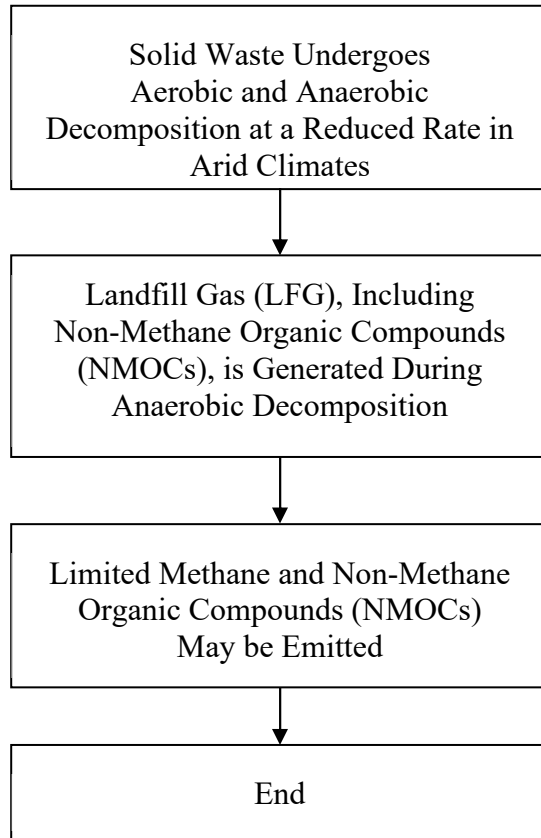 Solid Waste Undergoes
Aerobic and Anaerobic
Decomposition at a Reduced Rate in
Arid Climates
Landfill Gas (LFG), Including
Non-Methane Organic Compounds
(NMOCs), is Generated During
Anaerobic Decomposition
Limited Methane and Non-Methane
Organic Compounds (NMOCs)
May be Emitted
End